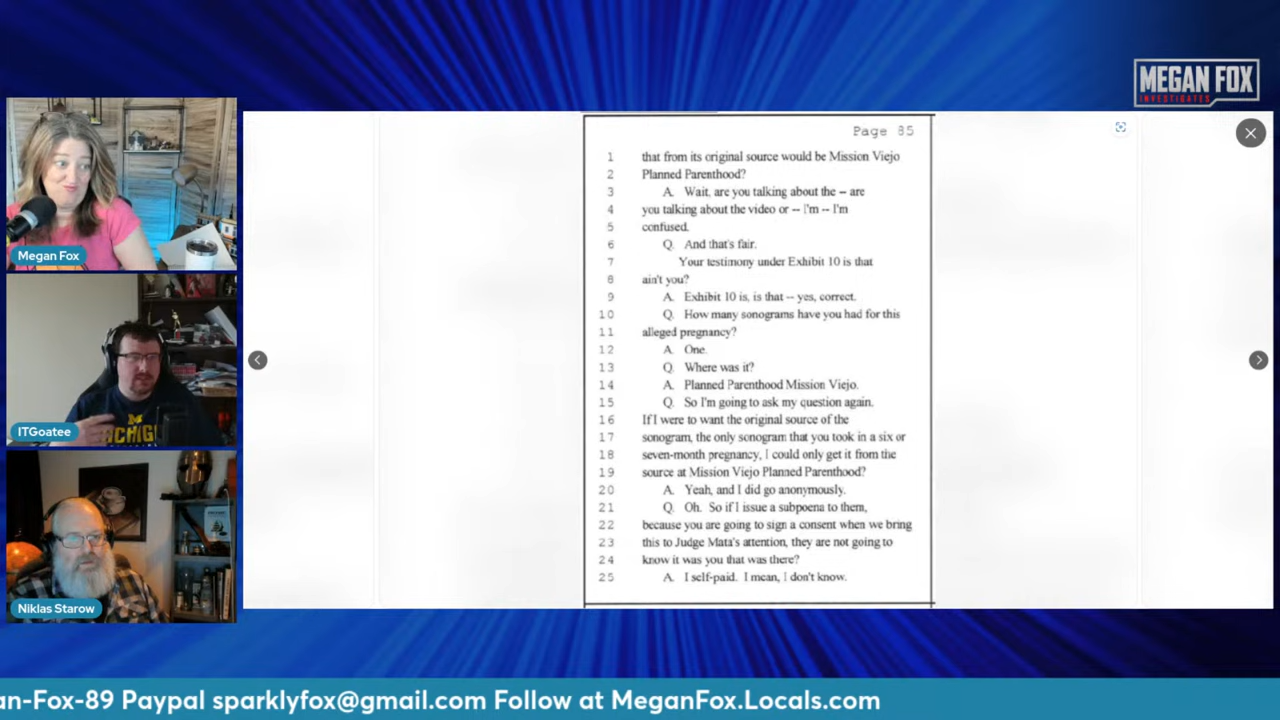 MEGAN FOX
INVESTIGATES
Megan Fox
ITGoatee
Niklas Starow
Page 85
1 that from its original source would be Mission Viejo
2 Planned Parenthood?
3 A. Wait, are you talking about the -- are
4 you talking about the video or -- I'm -- I'm
5 confused.
6 Q. And that's fair.
7 Your testimony under Exhibit 10 is that
8 ain't you?
9 A. Exhibit 10 is, is that -- yes, correct.
10 Q. How many sonograms have you had for this
11 alleged pregnancy?
12 A. One.
13 Q. Where was it?
14 A. Planned Parenthood Mission Viejo.
15 Q. So I'm going to ask my question again.
16 If I were to want the original source of the
17 sonogram, the only sonogram that you took in a six or
18 seven-month pregnancy, I could only get it from the
19 source at Mission Viejo Planned Parenthood?
20 A. Yeah, and I did go anonymously.
21 Q. Oh. So if I issue a subpoena to them,
22 because you are going to sign a consent when we bring
23 this to Judge Mata's attention, they are not going to
24 know it was you that was there?
25 A. I self-paid. I mean, I don't know.
an-Fox-89 Paypal sparklyfox@gmail.com Follow at MeganFox.Locals.com